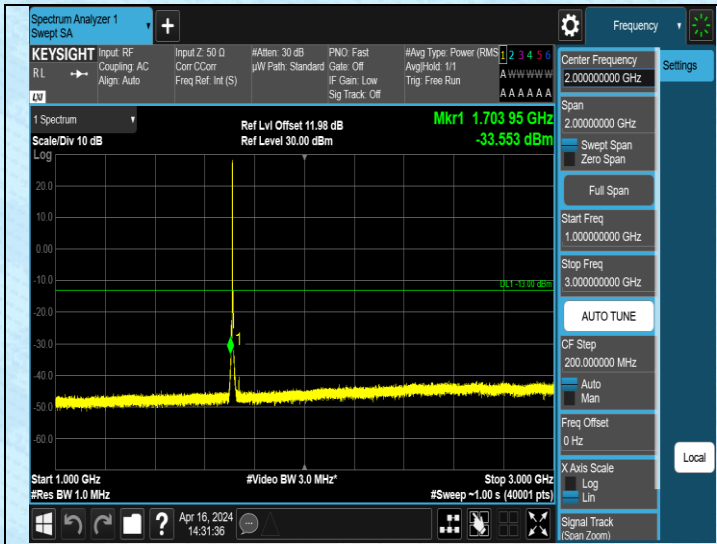 Spectrum Analyzer 1
Swept SA
Frequency
KEYSIGHT
RL
LXI
Input: RF
Coupling: AC
Align: Auto
Input Z: 50 Ω
Corr CCorr
Freq Ref: Int (S)
#Atten: 30 dB
µW Path: Standard
PNO: Fast
Gate: Off
IF Gain: Low
Sig Track: Off
#Avg Type: Power (RMS
Avg|Hold: 1/1
Trig: Free Run
1 2 3 4 5 6
A W W W W W
A A A A A A
1 Spectrum
Scale/Div 10 dB
Log
Ref Lvl Offset 11.98 dB
Ref Level 30.00 dBm
Mkr1 1.703 95 GHz
-33.553 dBm
20.0
10.0
0.00
-10.0
-20.0
-30.0
-40.0
-50.0
-60.0
DL1 -13.00 dBm
1
Start 1.000 GHz
#Res BW 1.0 MHz
#Video BW 3.0 MHz*
Stop 3.000 GHz
#Sweep ~1.00 s (40001 pts)
?
Apr 16, 2024
14:31:36
Center Frequency
2.000000000 GHz
Settings
Span
2.00000000 GHz
Swept Span
Zero Span
Full Span
Start Freq
1.000000000 GHz
Stop Freq
3.000000000 GHz
AUTO TUNE
CF Step
200.000000 MHz
Auto
Man
Freq Offset
0 Hz
X Axis Scale
Log
Lin
Local
Signal Track
(Span Zoom)